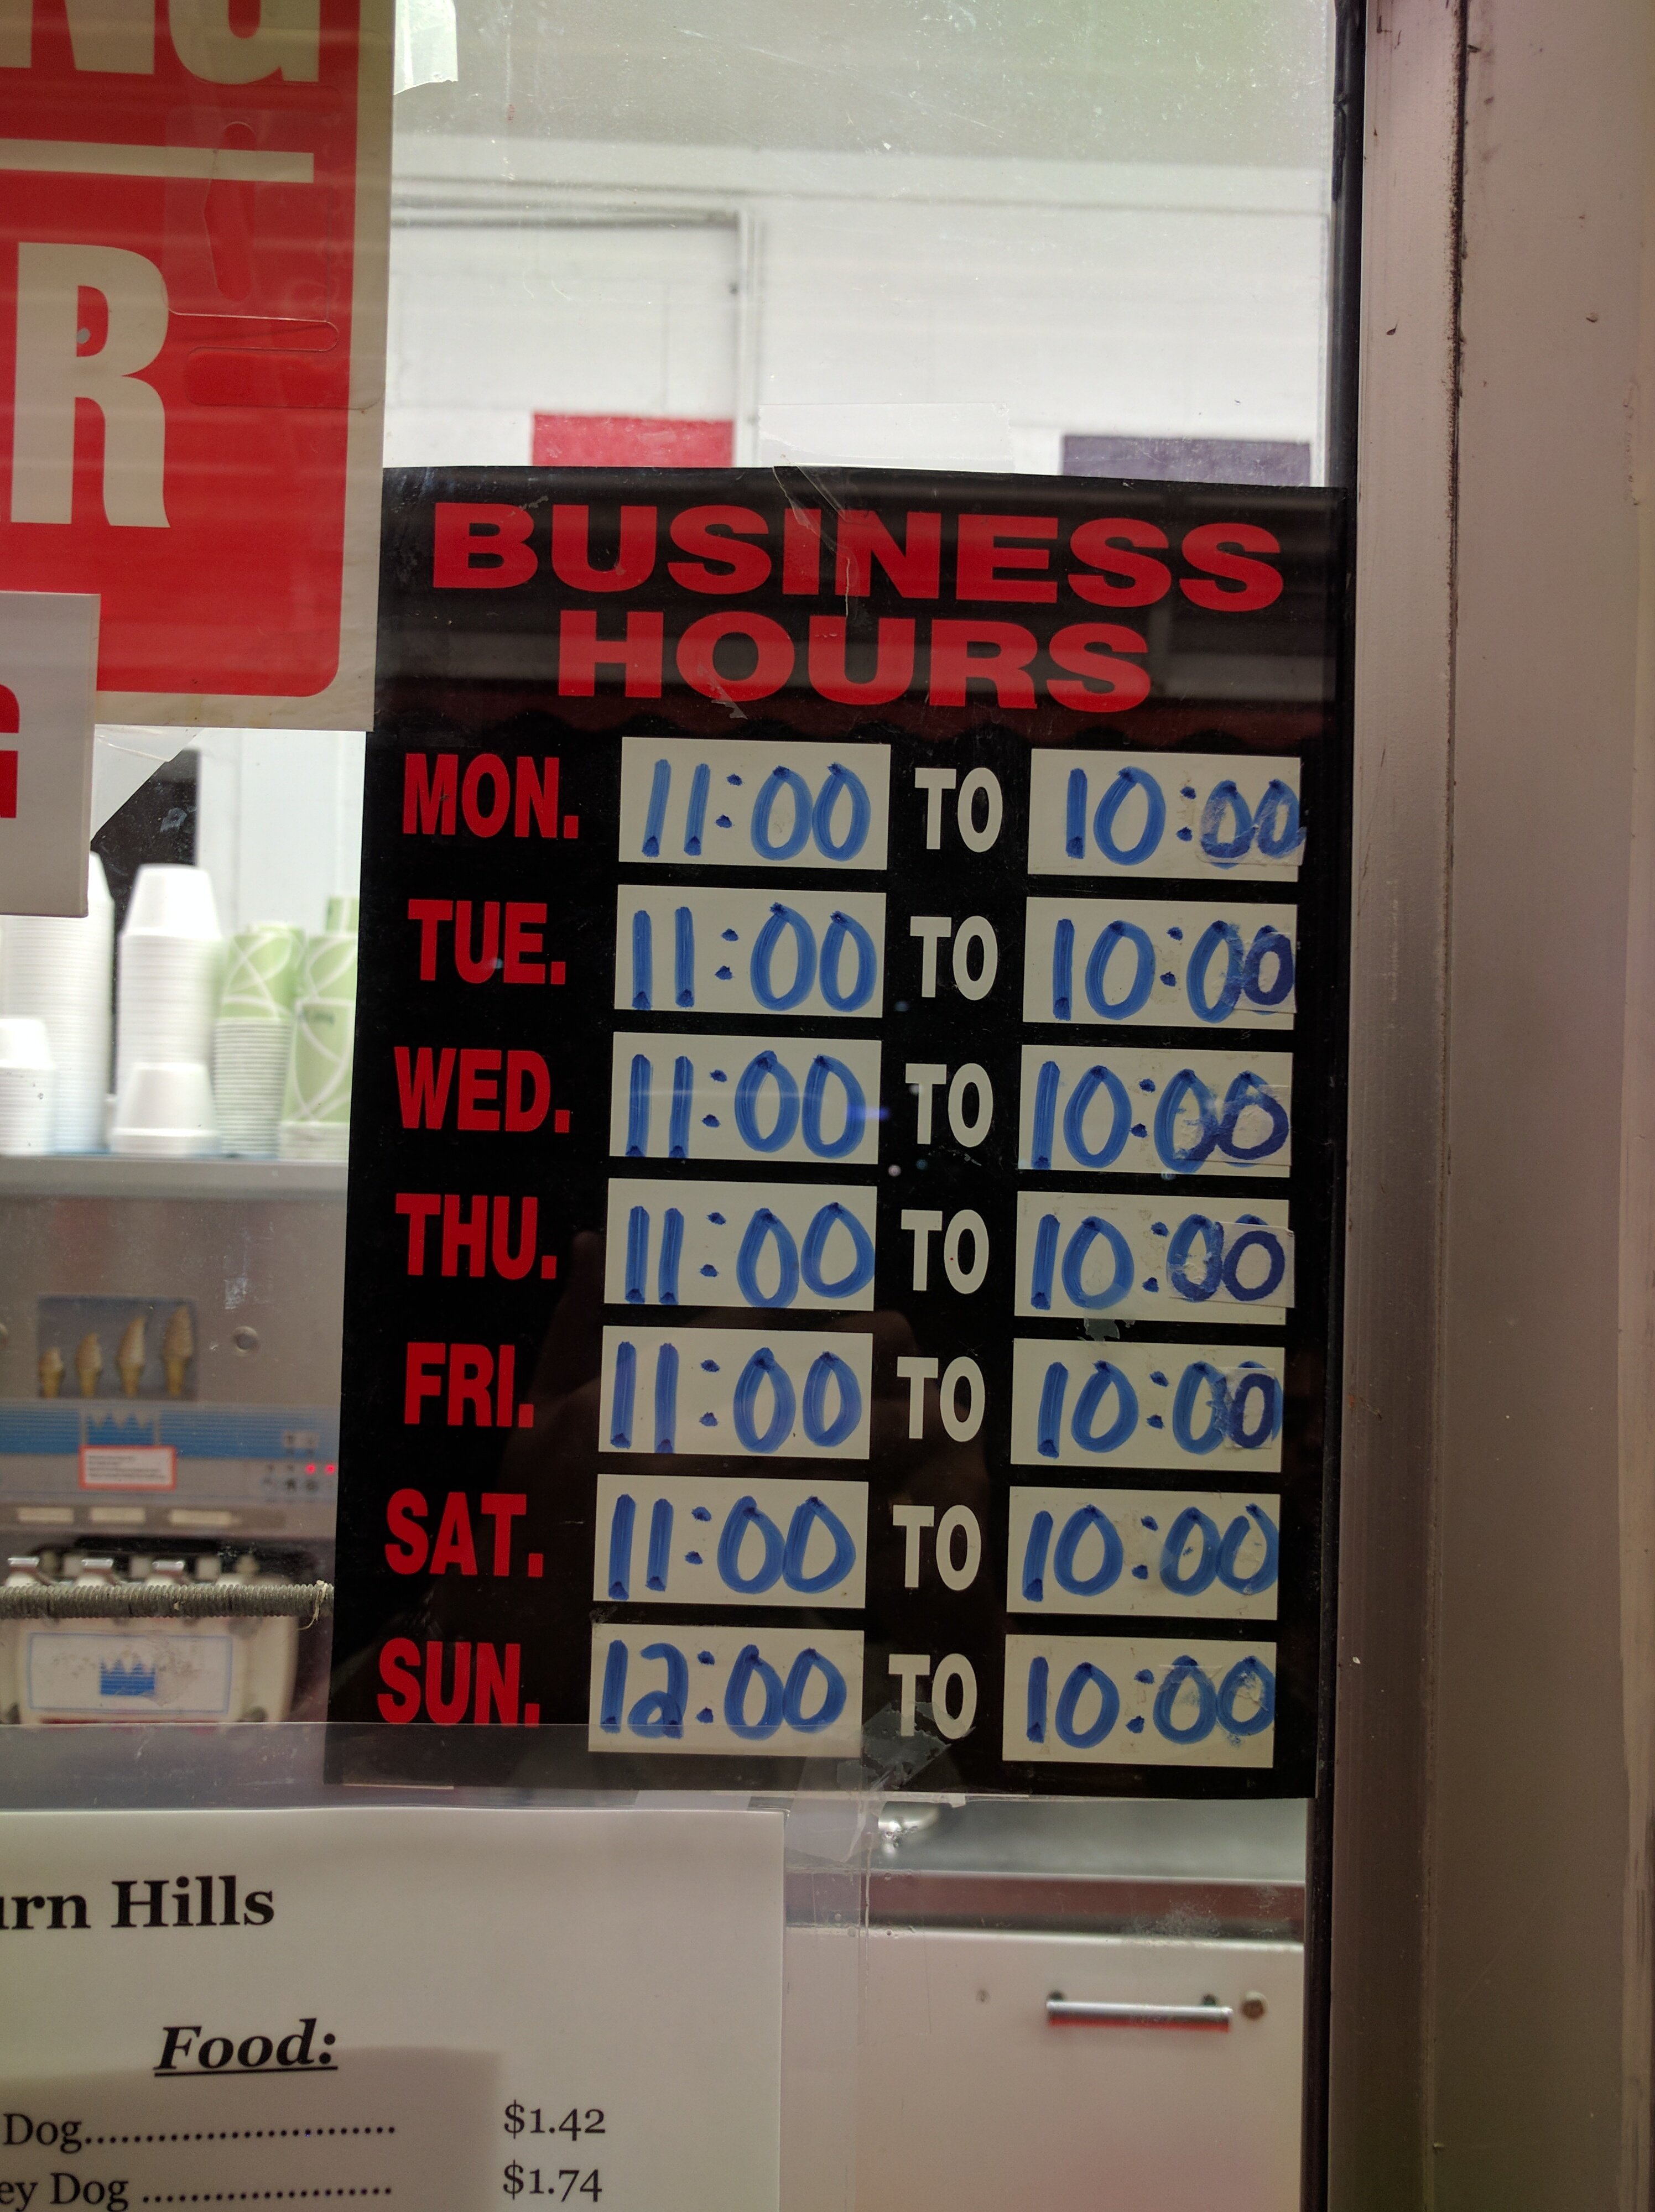 BUSINESS
HOURS
MON. 11:00 TO 10:00
TUE. 11:00 TO 10:00
WED. 11:00 TO 10:00
THU. 11:00 TO 10:00
FRI. 11:00 TO 10:00
SAT. 11:00 TO 10:00
SUN. 12:00 TO 10:00
Hills
Food:
Dog.......................... $1.42
Dog ..................... $1.74